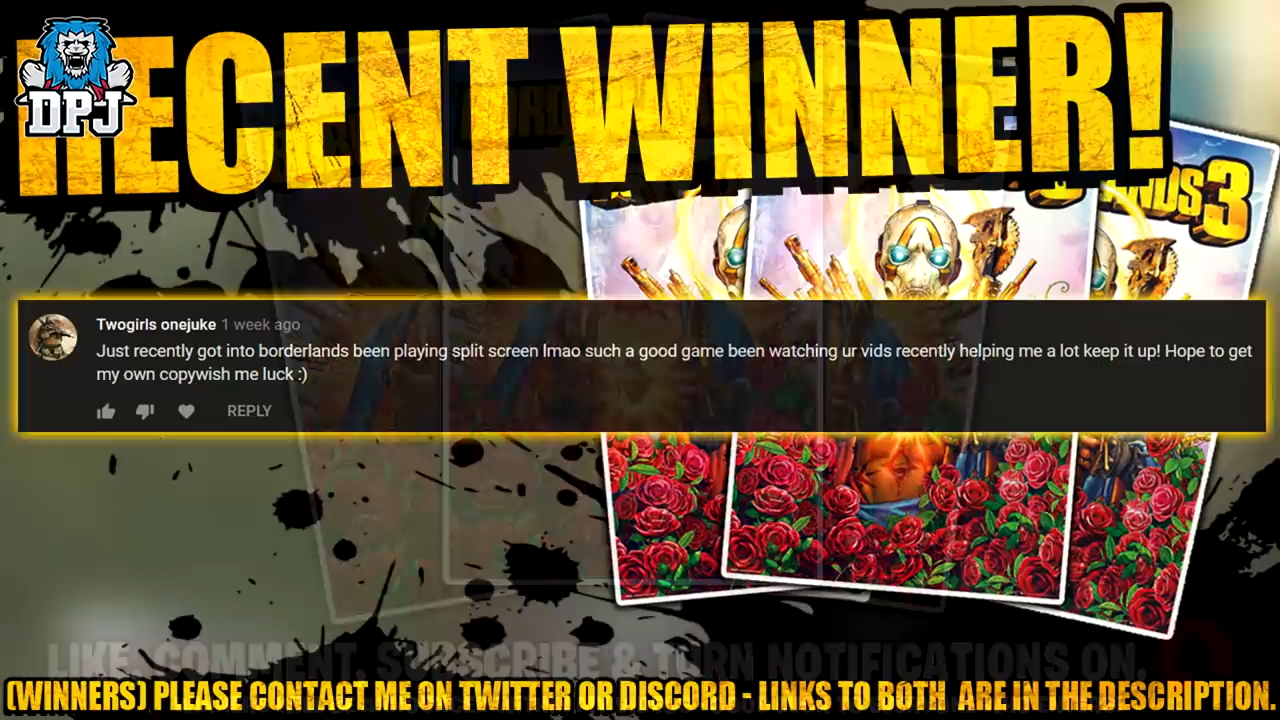 RECENT WINNER!
DPJ
ANDS 3
Twogirls onejuke 1 week ago
Just recently got into borderlands been playing split screen lmao such a good game been watching ur vids recently helping me a lot keep it up! Hope to get
my own copywish me luck :)
REPLY
LIKE, COMMENT, SUBSCRIBE & TURN NOTIFICATIONS ON.
(WINNERS) PLEASE CONTACT ME ON TWITTER OR DISCORD - LINKS TO BOTH ARE IN THE DESCRIPTION.